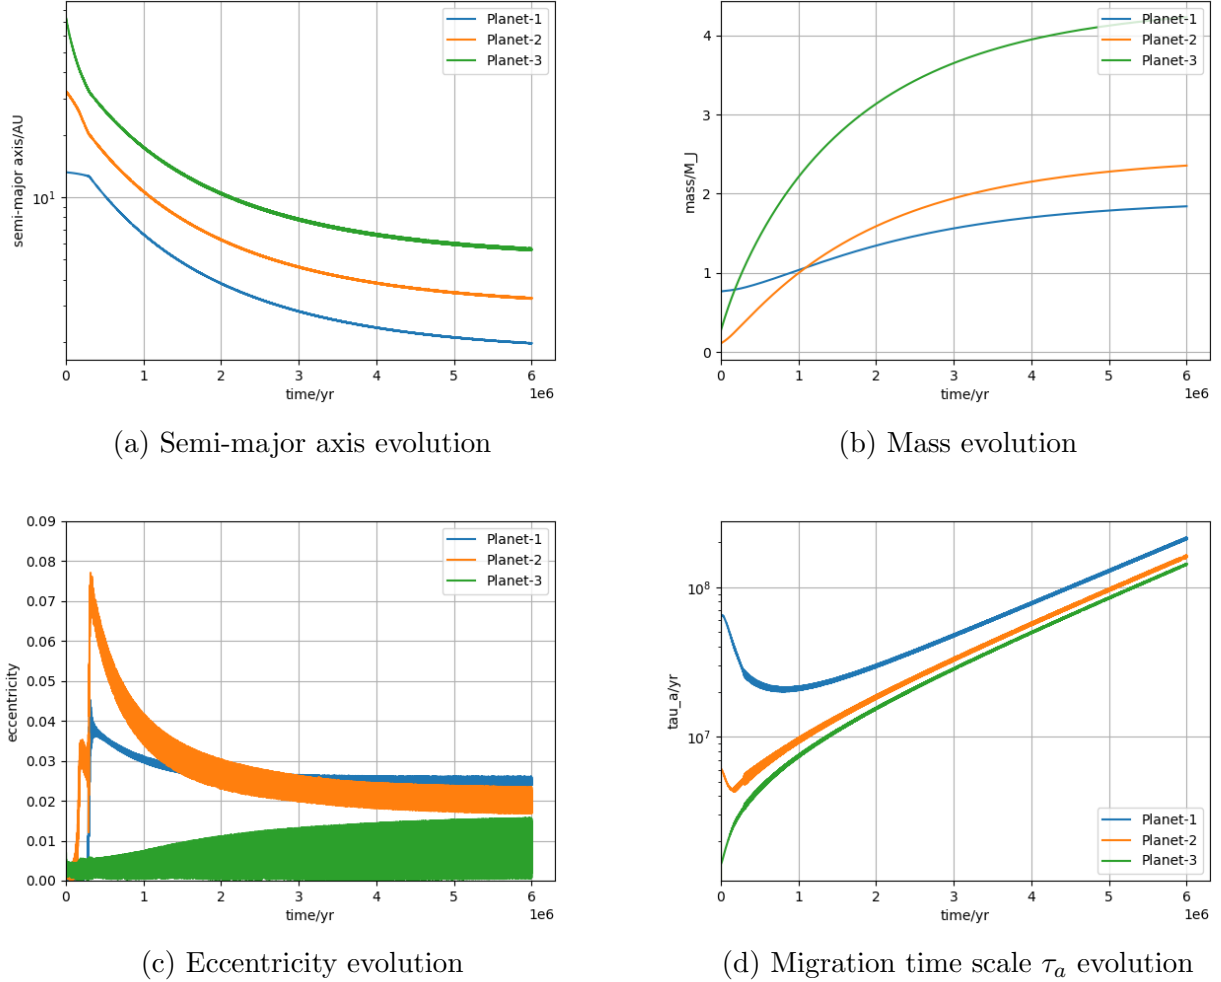 Planet-1
Planet-2
Planet-3
semi-major axis/AU
10^1
0 1 2 3 4 5 6
1e6
time/yr
(a) Semi-major axis evolution
Planet-1
Planet-2
Planet-3
mass/M_J
4
3
2
1
0
0 1 2 3 4 5 6
1e6
time/yr
(b) Mass evolution
Planet-1
Planet-2
Planet-3
eccentricity
0.09
0.08
0.07
0.06
0.05
0.04
0.03
0.02
0.01
0.00
0 1 2 3 4 5 6
1e6
time/yr
(c) Eccentricity evolution
tau_a/yr
10^8
10^7
Planet-1
Planet-2
Planet-3
0 1 2 3 4 5 6
1e6
time/yr
(d) Migration time scale τ_a evolution